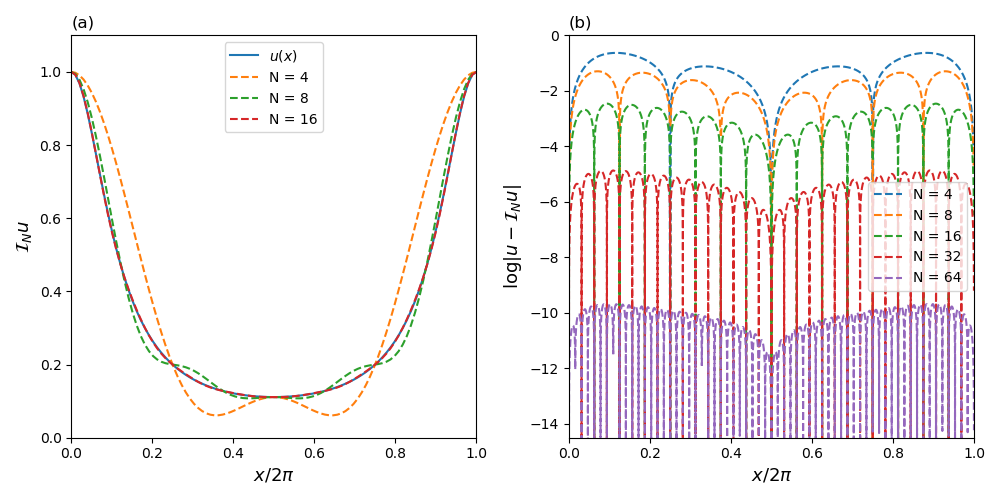 (a)
1.0
0.8
0.6
0.4
0.2
0.0
0.0 0.2 0.4 0.6 0.8 1.0
x/2π
ℐ_N u
u(x)
N = 4
N = 8
N = 16
(b)
0
−2
−4
−6
−8
−10
−12
−14
0.0 0.2 0.4 0.6 0.8 1.0
x/2π
log|u − ℐ_N u|
N = 4
N = 8
N = 16
N = 32
N = 64